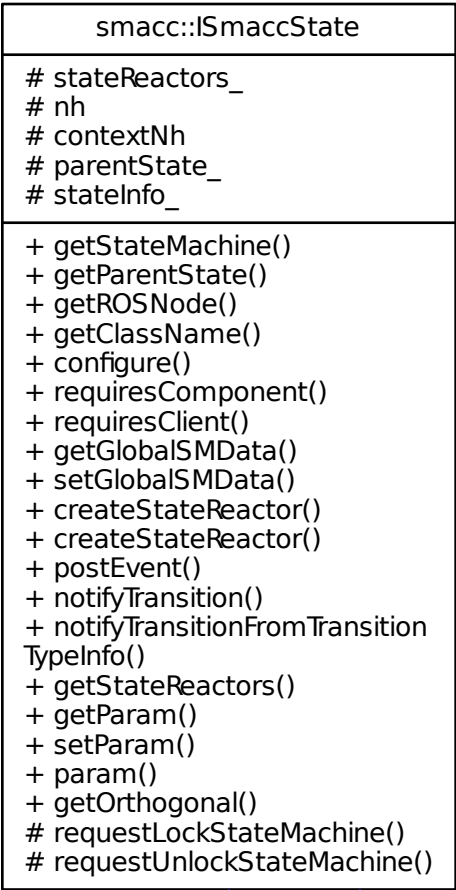 smacc::ISmaccState
# stateReactors_
# nh
# contextNh
# parentState_
# stateInfo_
+ getStateMachine()
+ getParentState()
+ getROSNode()
+ getClassName()
+ configure()
+ requiresComponent()
+ requiresClient()
+ getGlobalSMData()
+ setGlobalSMData()
+ createStateReactor()
+ createStateReactor()
+ postEvent()
+ notifyTransition()
+ notifyTransitionFromTransition
TypeInfo()
+ getStateReactors()
+ getParam()
+ setParam()
+ param()
+ getOrthogonal()
# requestLockStateMachine()
# requestUnlockStateMachine()